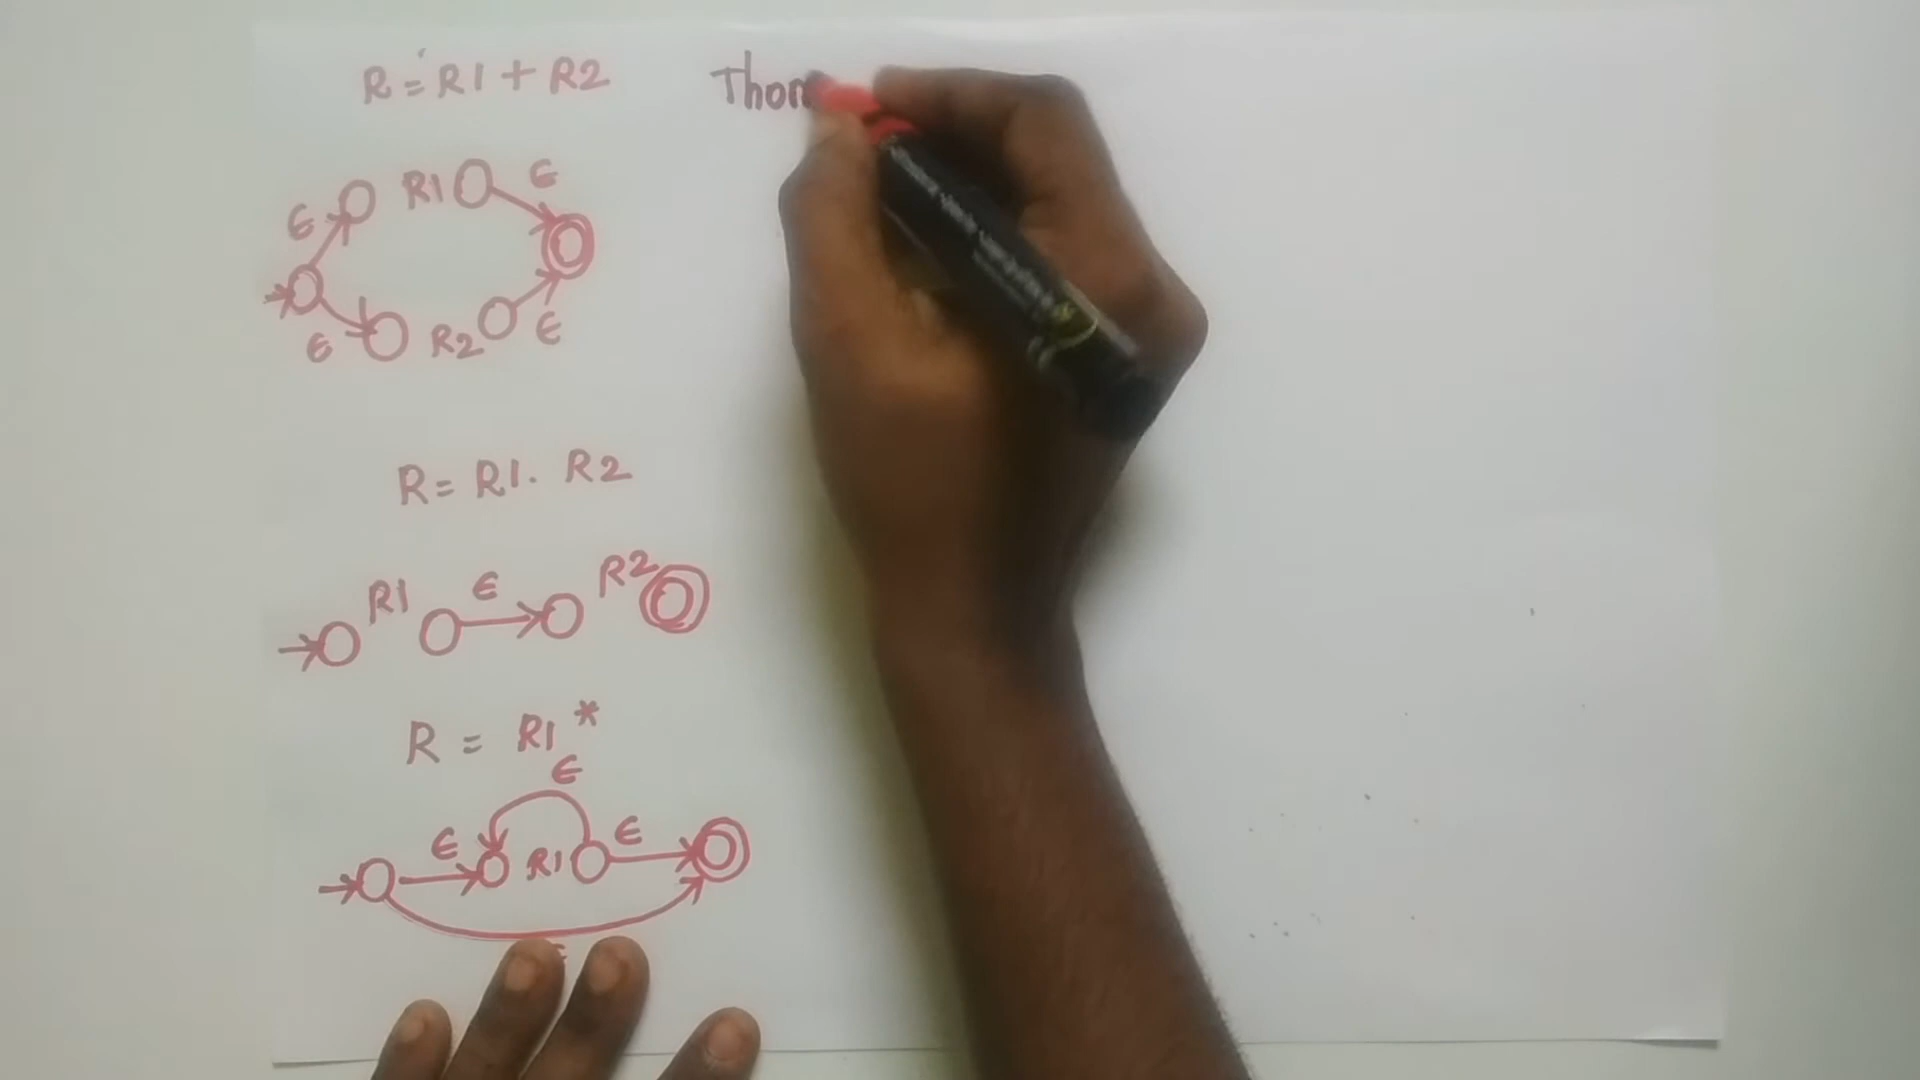 R = R1 + R2
Thom
ϵ R1 ϵ
ϵ R2 ϵ
R = R1 . R2
R1 ϵ R2
R = R1*
ϵ
ϵ R1 ϵ
ϵ